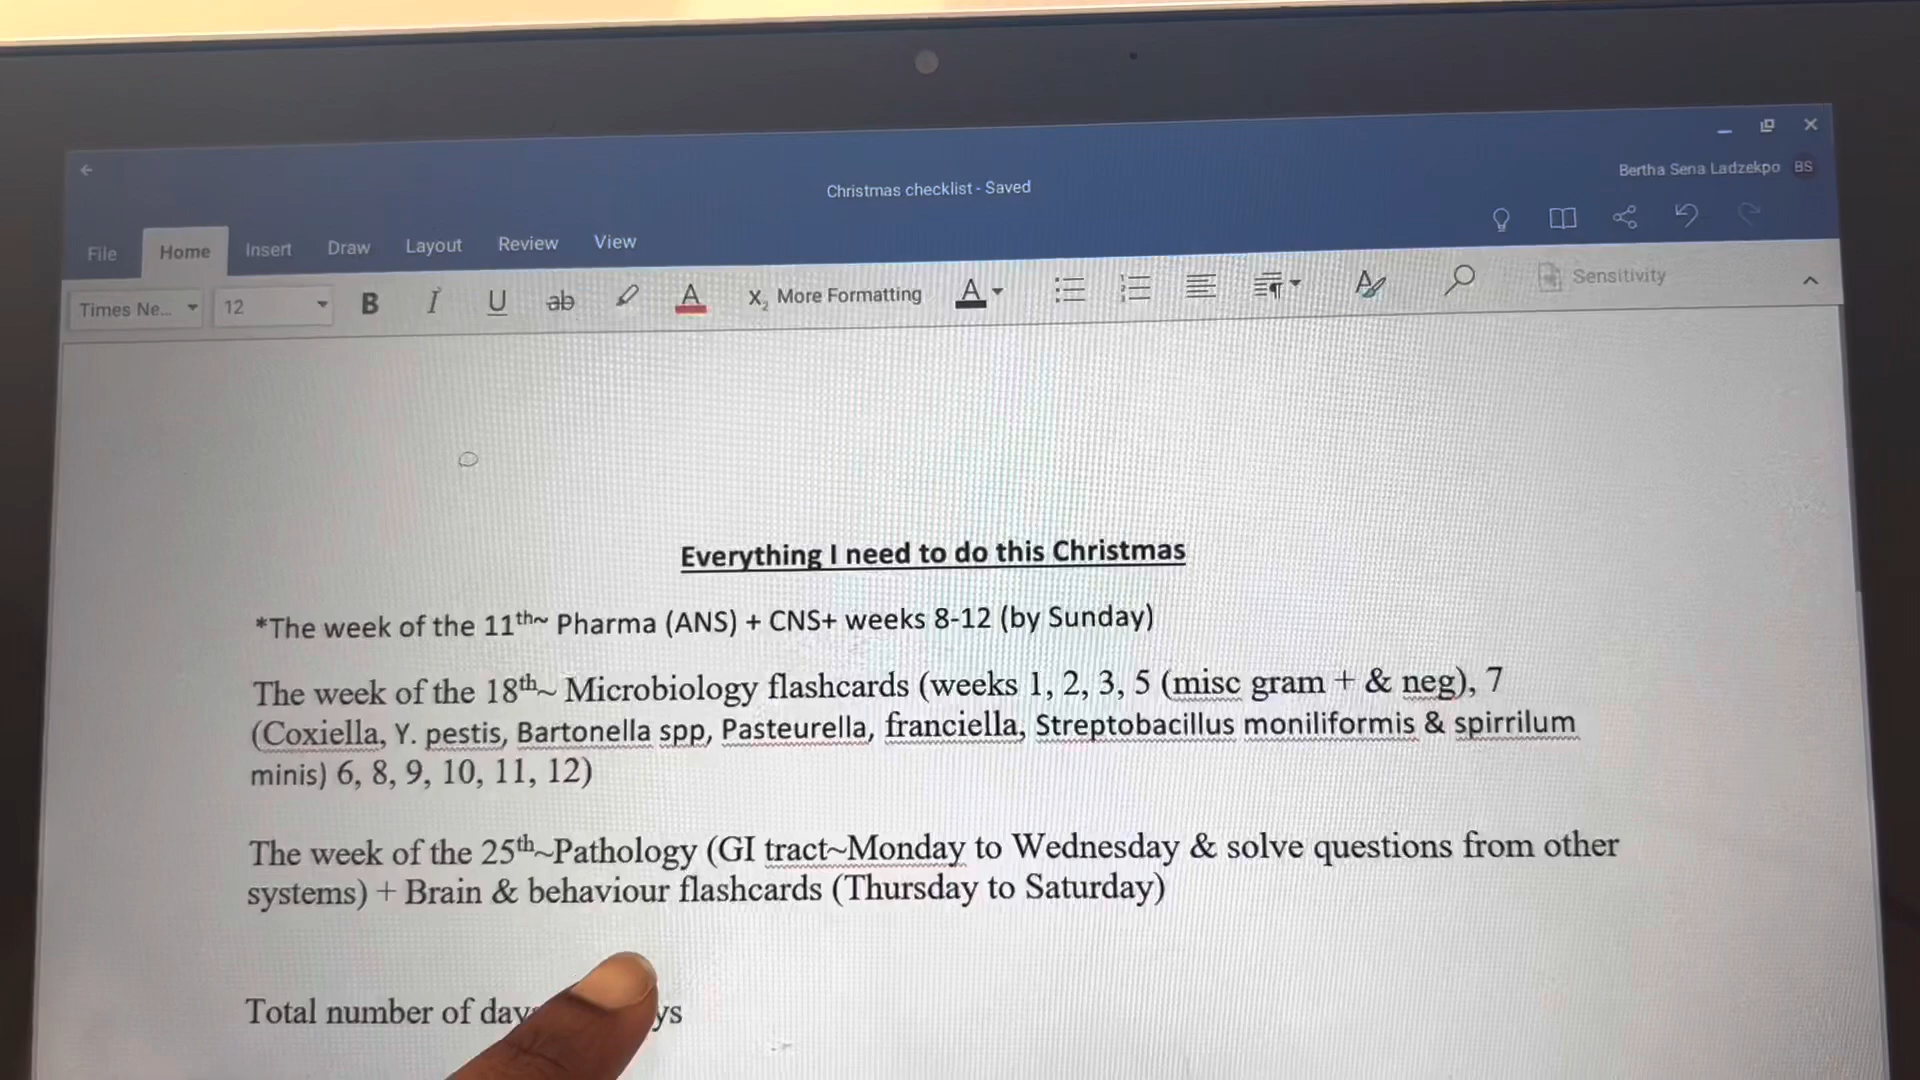 Christmas checklist - Saved
Bertha Sena Ladzekpo BS
File Home Insert Draw Layout Review View
Times Ne... 12 B I U ab A X₂ More Formatting A A Sensitivity
Everything I need to do this Christmas
*The week of the 11th~ Pharma (ANS) + CNS+ weeks 8-12 (by Sunday)
The week of the 18th~ Microbiology flashcards (weeks 1, 2, 3, 5 (misc gram + & neg), 7
(Coxiella, Y. pestis, Bartonella spp, Pasteurella, franciella, Streptobacillus moniliformis & spirrilum
minis) 6, 8, 9, 10, 11, 12)
The week of the 25th~Pathology (GI tract~Monday to Wednesday & solve questions from other
systems) + Brain & behaviour flashcards (Thursday to Saturday)
Total number of